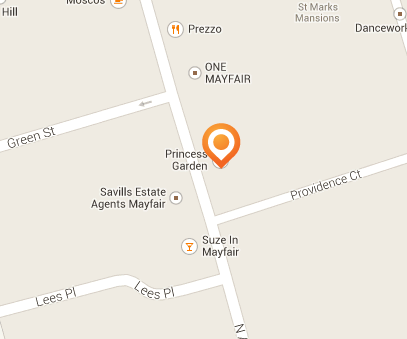 Moscos
St Marks
Mansions
Hill
Prezzo
Dancework
ONE
MAYFAIR
Green St
Princess
Garden
Providence Ct
Savills Estate
Agents Mayfair
Suze In
Mayfair
Lees Pl
Lees Pl
N A